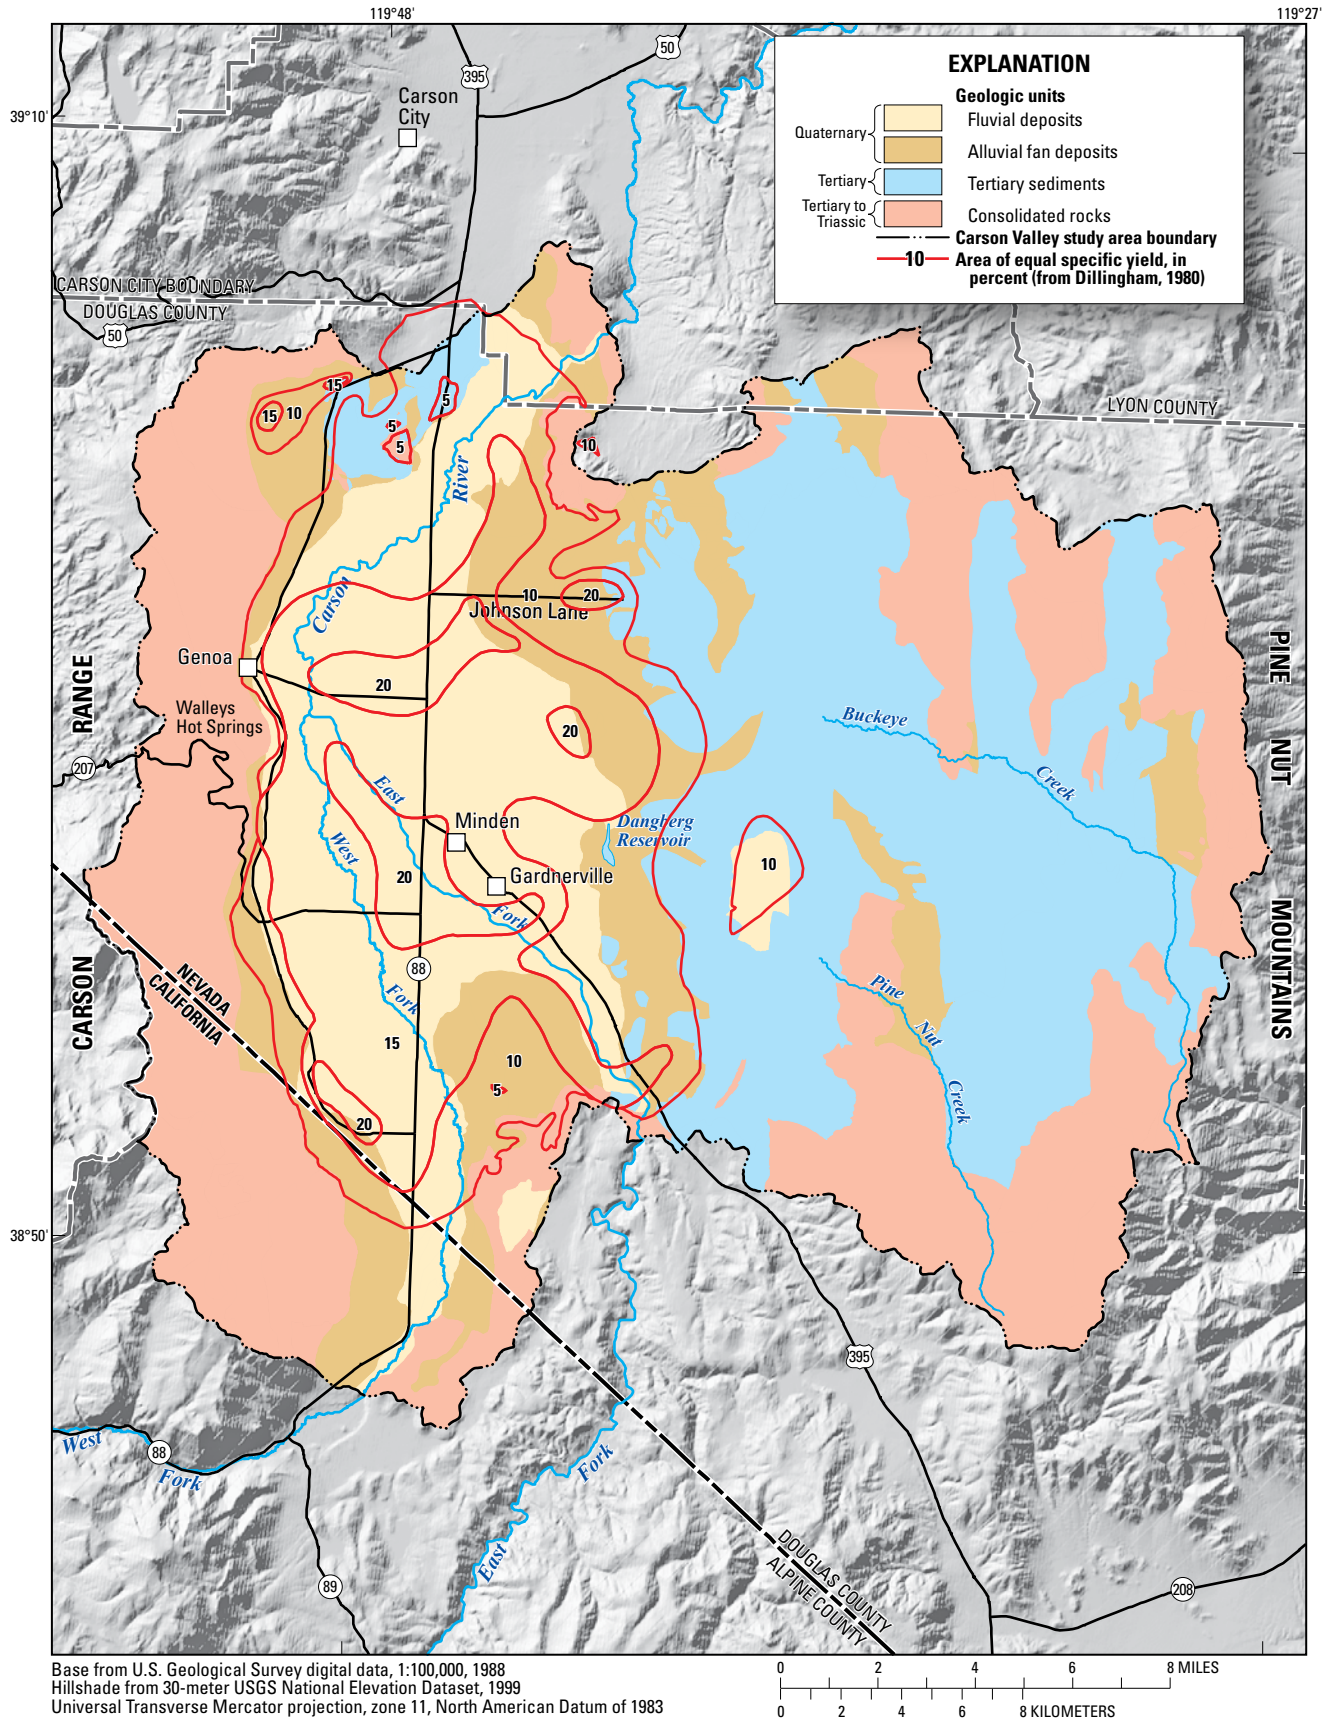 119°48'
119°27'
39°10'
38°50'
EXPLANATION
Geologic units
Quaternary
Fluvial deposits
Alluvial fan deposits
Tertiary
Tertiary sediments
Tertiary to
Triassic
Consolidated rocks
Carson Valley study area boundary
10
Area of equal specific yield, in
percent (from Dillingham, 1980)
50
395
Carson
City
CARSON CITY BOUNDARY
DOUGLAS COUNTY
50
LYON COUNTY
15
15
10
5
5
5
10
River
Carson
10
20
Johnson Lane
Genoa
20
Walleys
Hot Springs
20
RANGE
207
Buckeye
Creek
PINE
NUT
MOUNTAINS
East
West
Minden
Dangberg
Reservoir
Gardnerville
20
10
Fork
88
NEVADA
CALIFORNIA
CARSON
Fork
Pine
Nut
Creek
15
10
5
20
395
West
88
Fork
89
East
Fork
DOUGLAS COUNTY
ALPINE COUNTY
208
Base from U.S. Geological Survey digital data, 1:100,000, 1988
Hillshade from 30-meter USGS National Elevation Dataset, 1999
Universal Transverse Mercator projection, zone 11, North American Datum of 1983
0 2 4 6 8 MILES
0 2 4 6 8 KILOMETERS